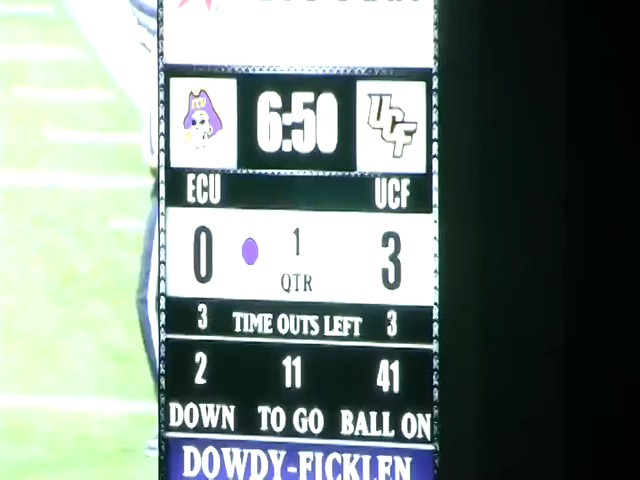 6:50
UCF
ECU UCF
0 1 3
QTR
3 TIME OUTS LEFT 3
2 11 41
DOWN TO GO BALL ON
DOWDY-FICKLEN